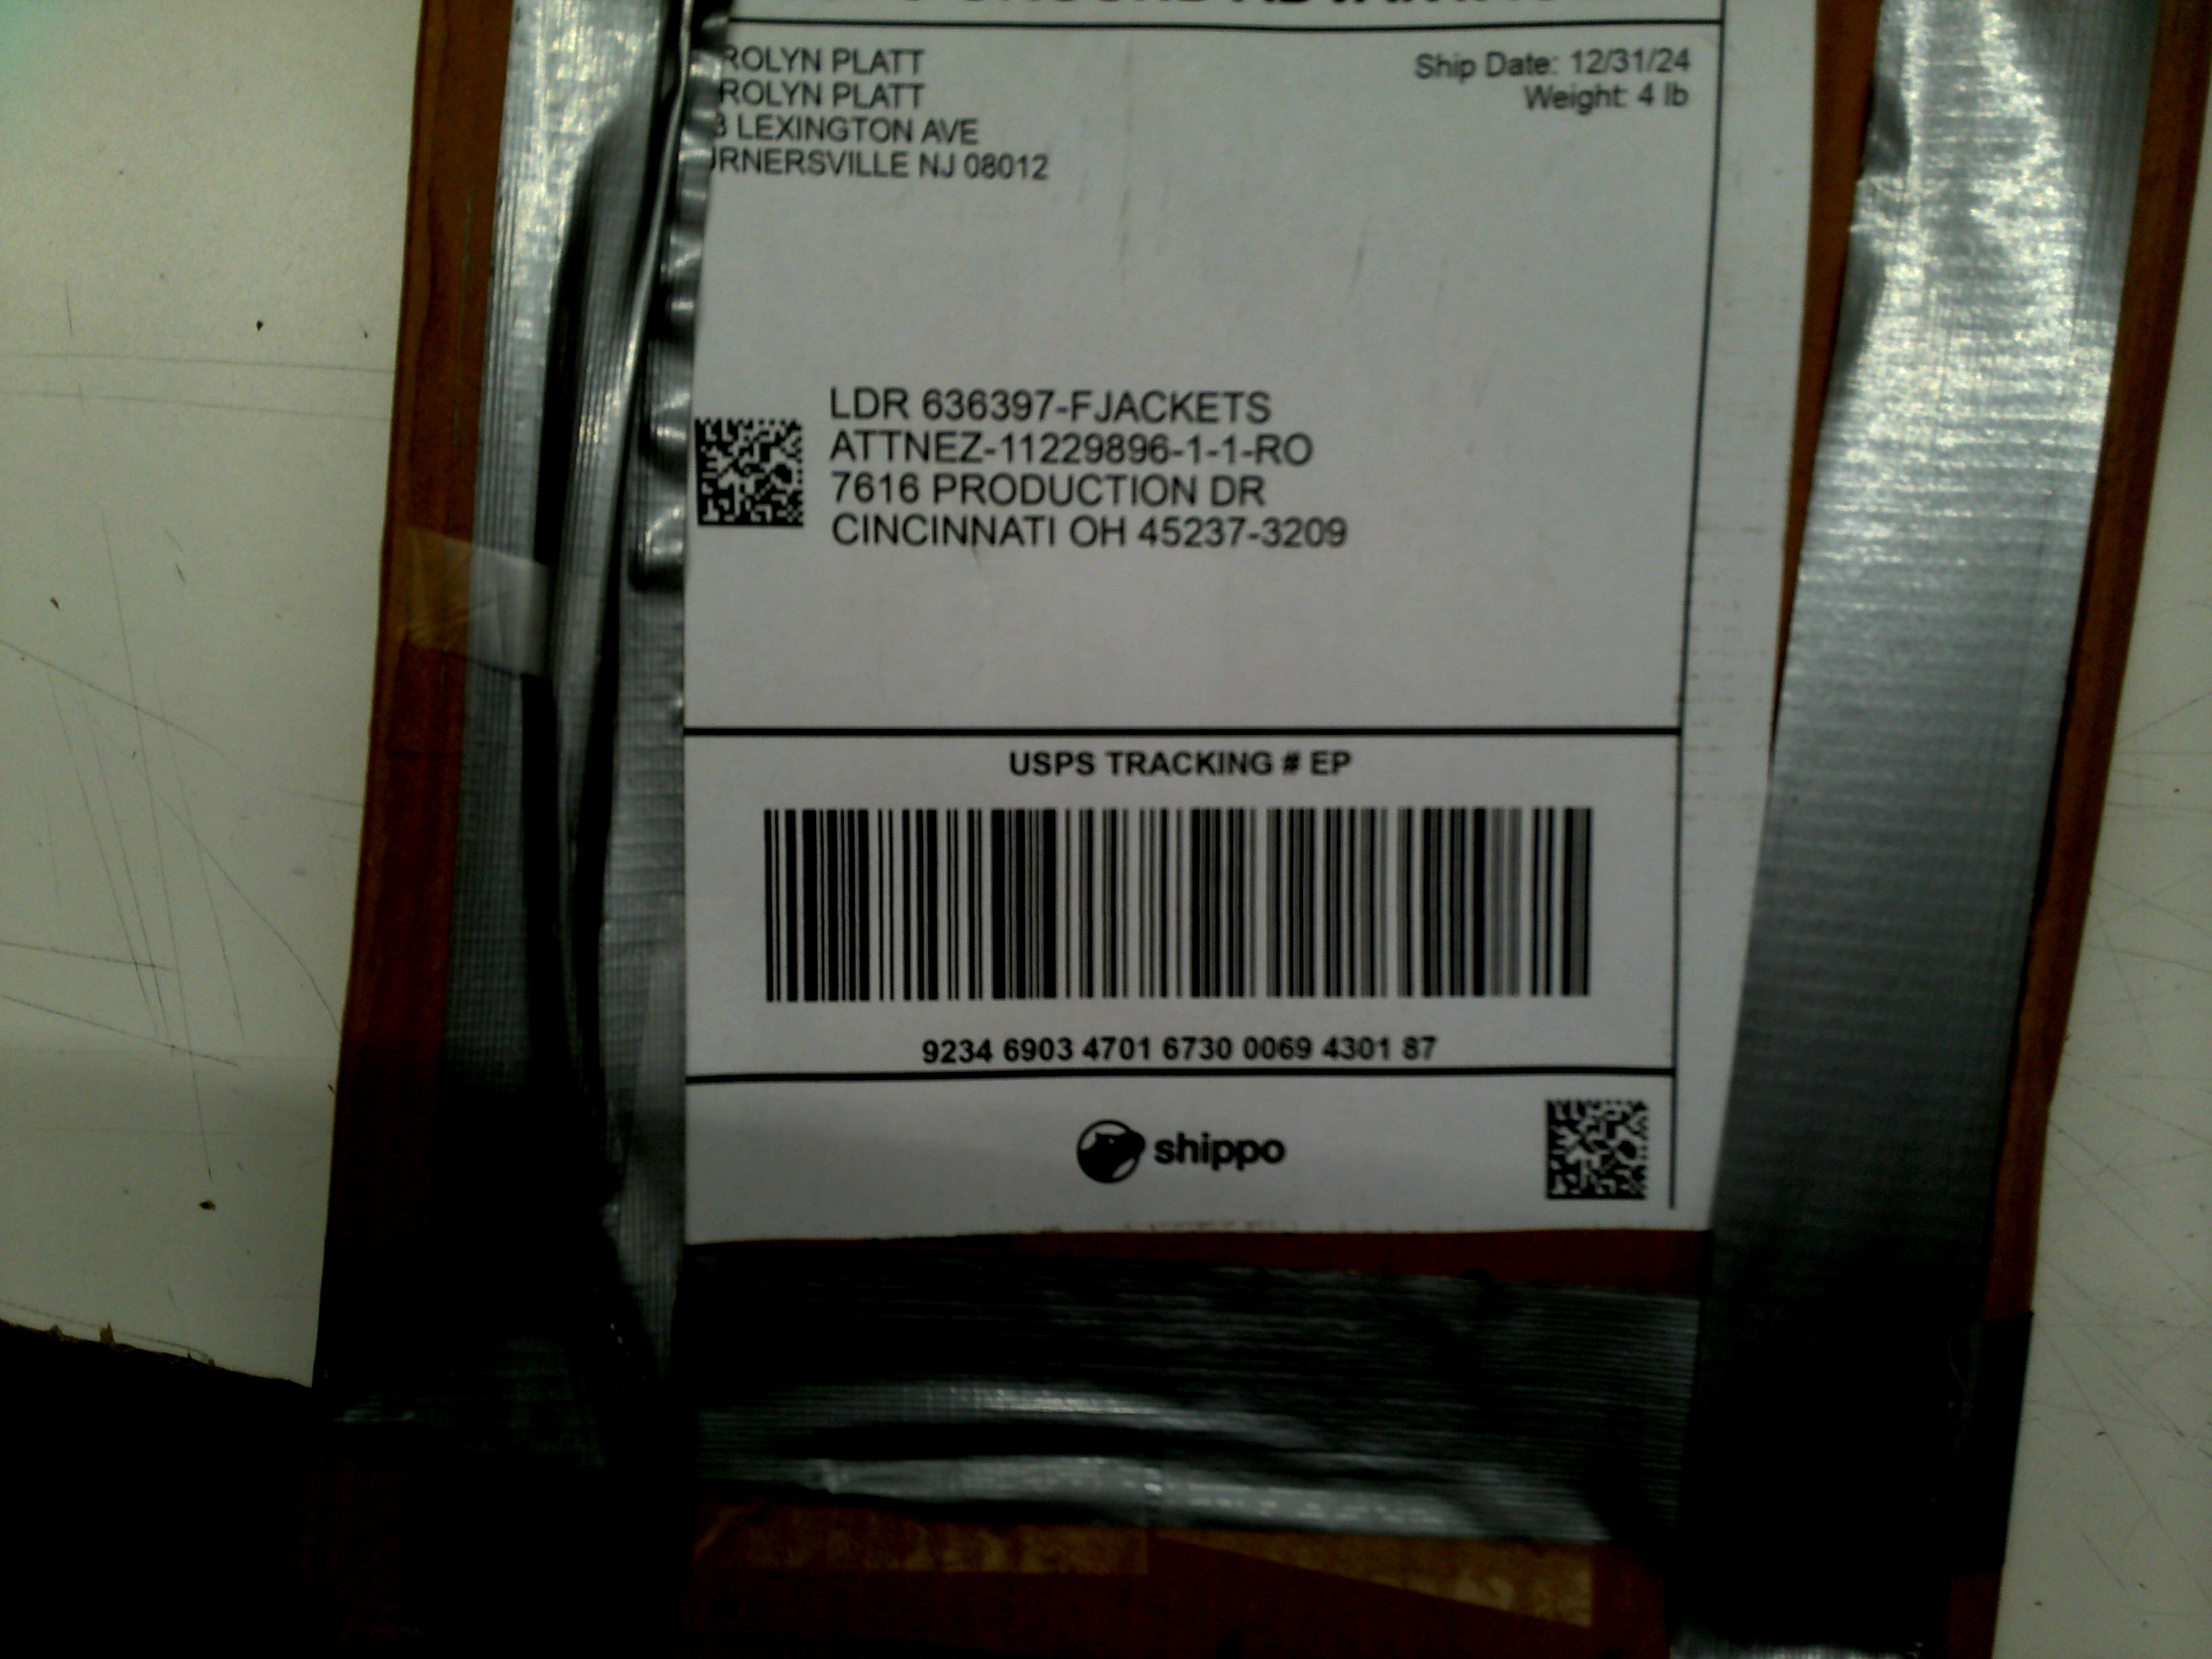 ROLYN PLATT
ROLYN PLATT
3 LEXINGTON AVE
URNERSVILLE NJ 08012
Ship Date: 12/31/24
Weight: 4 lb
LDR 636397-FJACKETS
ATTNEZ-11229896-1-1-RO
7616 PRODUCTION DR
CINCINNATI OH 45237-3209
USPS TRACKING # EP
9234 6903 4701 6730 0069 4301 87
shippo